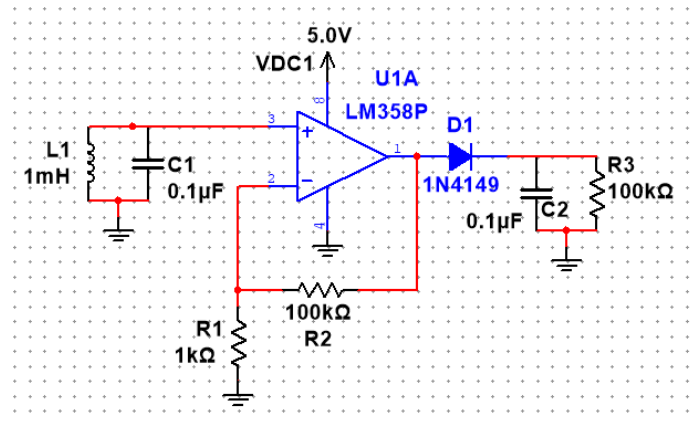 5.0V
VDC1
U1A
LM358P
8
3
2
1
4
D1
1N4149
L1
1mH
C1
0.1µF
R3
100kΩ
C2
0.1µF
100kΩ
R2
R1
1kΩ